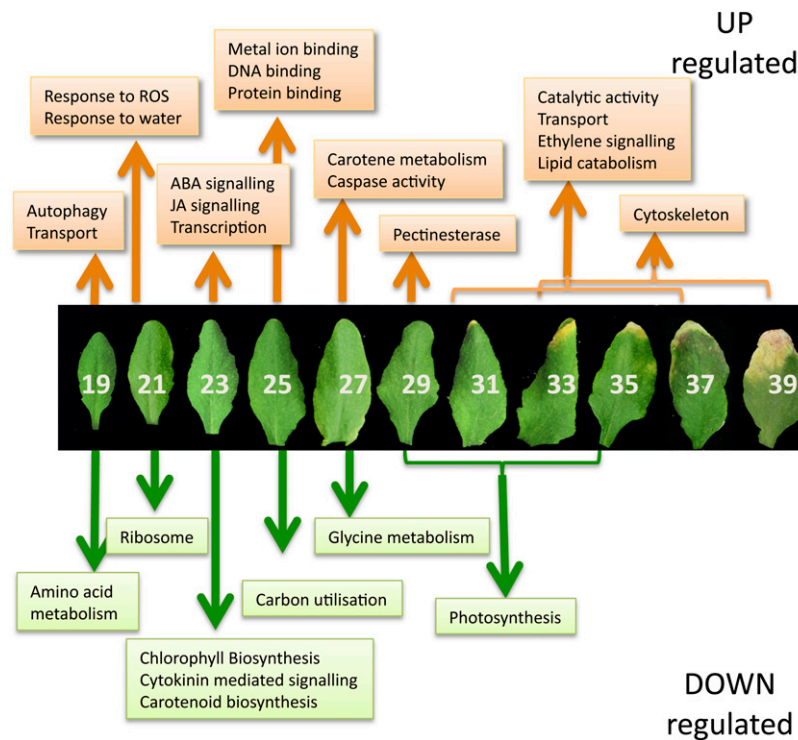 UP
regulated
Metal ion binding
DNA binding
Protein binding
Response to ROS
Response to water
Catalytic activity
Transport
Ethylene signalling
Lipid catabolism
ABA signalling
JA signalling
Transcription
Carotene metabolism
Caspase activity
Autophagy
Transport
Pectinesterase
Cytoskeleton
19 21 23 25 27 29 31 33 35 37 39
Ribosome
Glycine metabolism
Amino acid
metabolism
Carbon utilisation
Photosynthesis
Chlorophyll Biosynthesis
Cytokinin mediated signalling
Carotenoid biosynthesis
DOWN
regulated